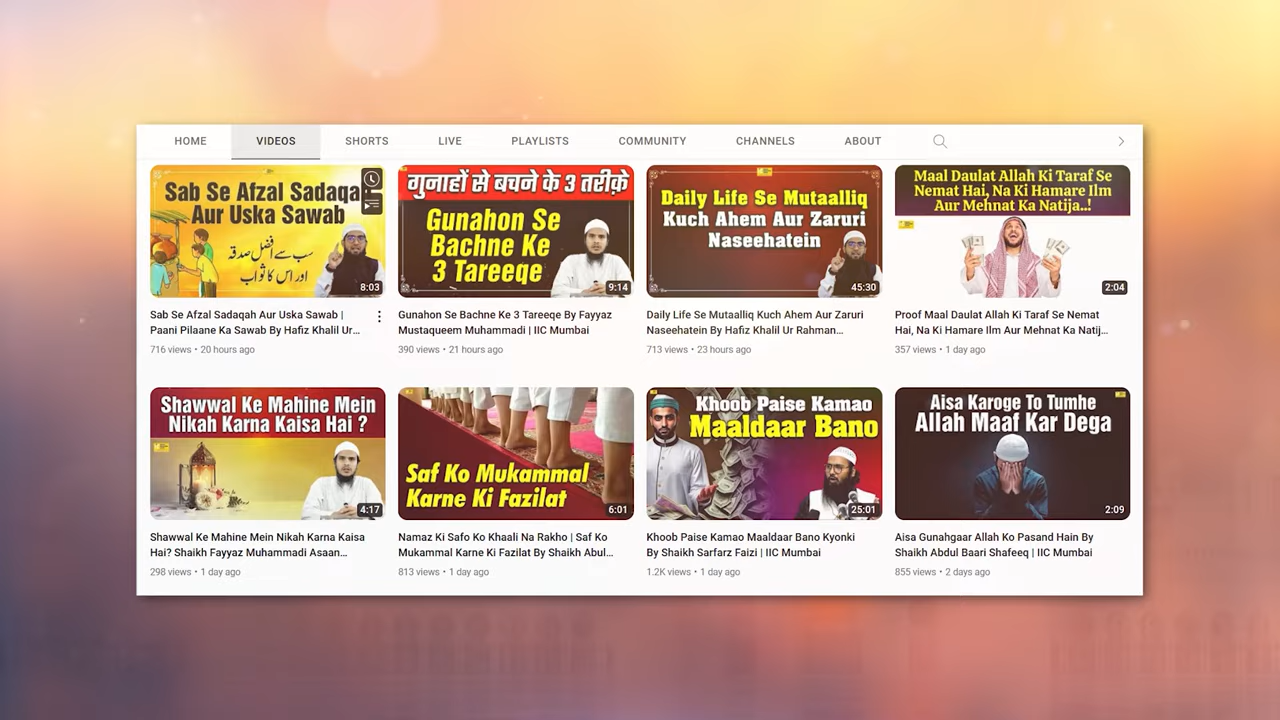 HOME VIDEOS SHORTS LIVE PLAYLISTS COMMUNITY CHANNELS ABOUT
Sab Se Afzal Sadaqa
Aur Uska Sawab
سب سے افضل صدقہ
اور اس کا ثواب
8:03
Sab Se Afzal Sadaqah Aur Uska Sawab |
Paani Pilaane Ka Sawab By Hafiz Khalil Ur...
716 views • 20 hours ago
गुनाहों से बचने के 3 तरीक़े
Gunahon Se
Bachne Ke
3 Tareeqe
9:14
Gunahon Se Bachne Ke 3 Tareeqe By Fayyaz
Mustaqueem Muhammadi | IIC Mumbai
390 views • 21 hours ago
Daily Life Se Mutaalliq
Kuch Ahem Aur Zaruri
Naseehatein
45:30
Daily Life Se Mutaalliq Kuch Ahem Aur Zaruri
Naseehatein By Hafiz Khalil Ur Rahman...
713 views • 23 hours ago
Maal Daulat Allah Ki Taraf Se
Nemat Hai, Na Ki Hamare Ilm
Aur Mehnat Ka Natija..!
2:04
Proof Maal Daulat Allah Ki Taraf Se Nemat
Hai, Na Ki Hamare Ilm Aur Mehnat Ka Natij...
357 views • 1 day ago
Shawwal Ke Mahine Mein
Nikah Karna Kaisa Hai ?
4:17
Shawwal Ke Mahine Mein Nikah Karna Kaisa
Hai? Shaikh Fayyaz Muhammadi Asaan...
298 views • 1 day ago
Saf Ko Mukammal
Karne Ki Fazilat
6:01
Namaz Ki Safo Ko Khaali Na Rakho | Saf Ko
Mukammal Karne Ki Fazilat By Shaikh Abul...
813 views • 1 day ago
Khoob Paise Kamao
Maaldaar Bano
25:01
Khoob Paise Kamao Maaldaar Bano Kyonki
By Shaikh Sarfarz Faizi | IIC Mumbai
1.2K views • 1 day ago
Aisa Karoge To Tumhe
Allah Maaf Kar Dega
2:09
Aisa Gunahgaar Allah Ko Pasand Hain By
Shaikh Abdul Baari Shafeeq | IIC Mumbai
855 views • 2 days ago